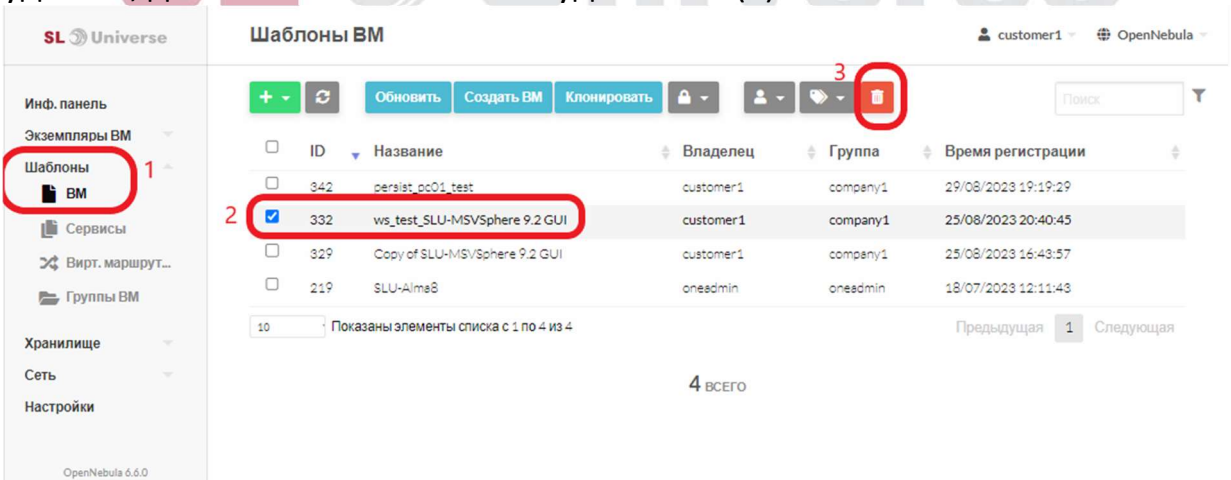 SL Universe
Шаблоны ВМ
customer1
OpenNebula
Инф. панель
Экземпляры ВМ
Шаблоны
ВМ
Сервисы
Вирт. маршрут...
Группы ВМ
Хранилище
Сеть
Настройки
OpenNebula 6.6.0
1
2
3
Обновить Создать ВМ Клонировать
Поиск
ID Название Владелец Группа Время регистрации
342 persist_pc01_test customer1 company1 29/08/2023 19:19:29
332 ws_test_SLU-MSVSphere 9.2 GUI customer1 company1 25/08/2023 20:40:45
329 Copy of SLU-MSVSphere 9.2 GUI customer1 company1 25/08/2023 16:43:57
219 SLU-Alma8 oneadmin oneadmin 18/07/2023 12:11:43
10 Показаны элементы списка с 1 по 4 из 4
Предыдущая 1 Следующая
4 ВСЕГО